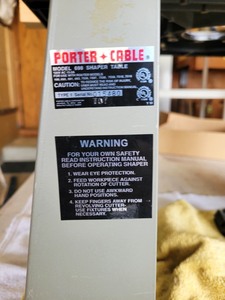 PORTER + CABLE
MODEL 698 SHAPER TABLE
CAUTION:
TYPE 1 Serial No.
WARNING
FOR YOUR OWN SAFETY
READ INSTRUCTION MANUAL
BEFORE OPERATING SHAPER
1. WEAR EYE PROTECTION.
2. FEED WORKPIECE AGAINST
ROTATION OF CUTTER.
3. DO NOT USE AWKWARD
HAND POSITIONS.
4. KEEP FINGERS AWAY FROM
REVOLVING CUTTER-
USE FIXTURES WHEN
NECESSARY.